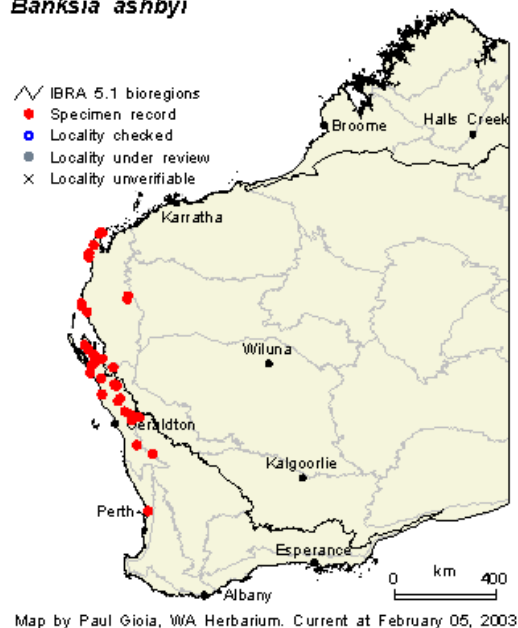 Banksia ashbyi
IBRA 5.1 bioregions
Specimen record
Locality checked
Locality under review
Locality unverifiable
Broome
Halls Creek
Karratha
Wiluna
Geraldton
Kalgoorlie
Perth
Esperance
Albany
km
0 400
Map by Paul Gioia, WA Herbarium. Current at February 05, 2003